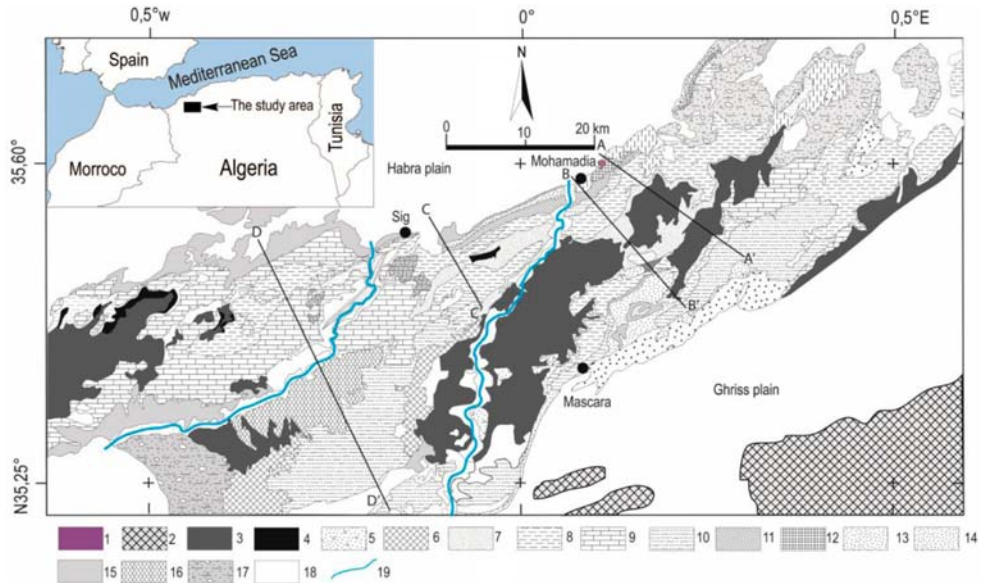 0,5°w 0° 0,5°E
Spain
Mediterranean Sea
The study area
Tunisia
Morroco
Algeria
N
0 10 20 km
Habra plain
35,60
A
Mohamadia
B
Sig
C
D
A'
B'
C'
Mascara
Ghriss plain
N35,25°
D'
1 2 3 4 5 6 7 8 9 10 11 12 13 14
15 16 17 18 19